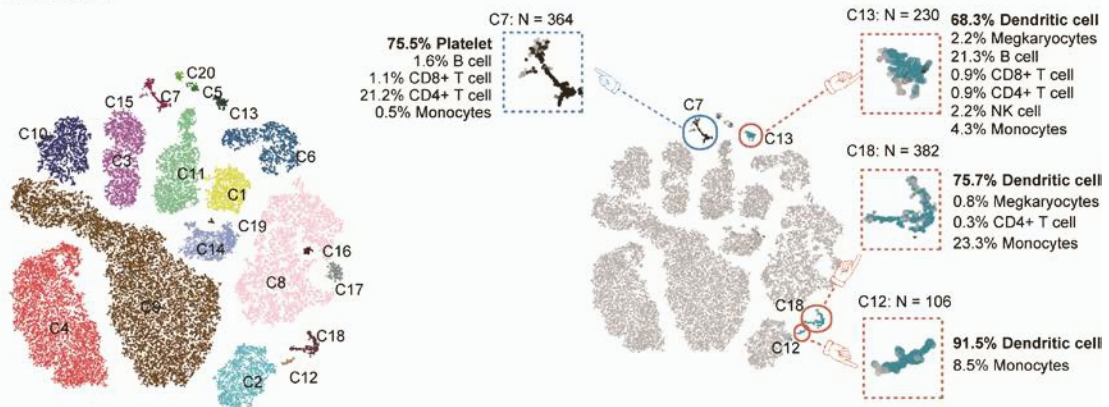 C20
C5
C7
C15
C13
C10
C3
C6
C11
C1
C19
C14
C16
C8
C17
C9
C4
C18
C2
C12
C7: N = 364
75.5% Platelet
1.6% B cell
1.1% CD8+ T cell
21.2% CD4+ T cell
0.5% Monocytes
C7
C13
C18
C12
C13: N = 230
68.3% Dendritic cell
2.2% Megkaryocytes
21.3% B cell
0.9% CD8+ T cell
0.9% CD4+ T cell
2.2% NK cell
4.3% Monocytes
C18: N = 382
75.7% Dendritic cell
0.8% Megkaryocytes
0.3% CD4+ T cell
23.3% Monocytes
C12: N = 106
91.5% Dendritic cell
8.5% Monocytes